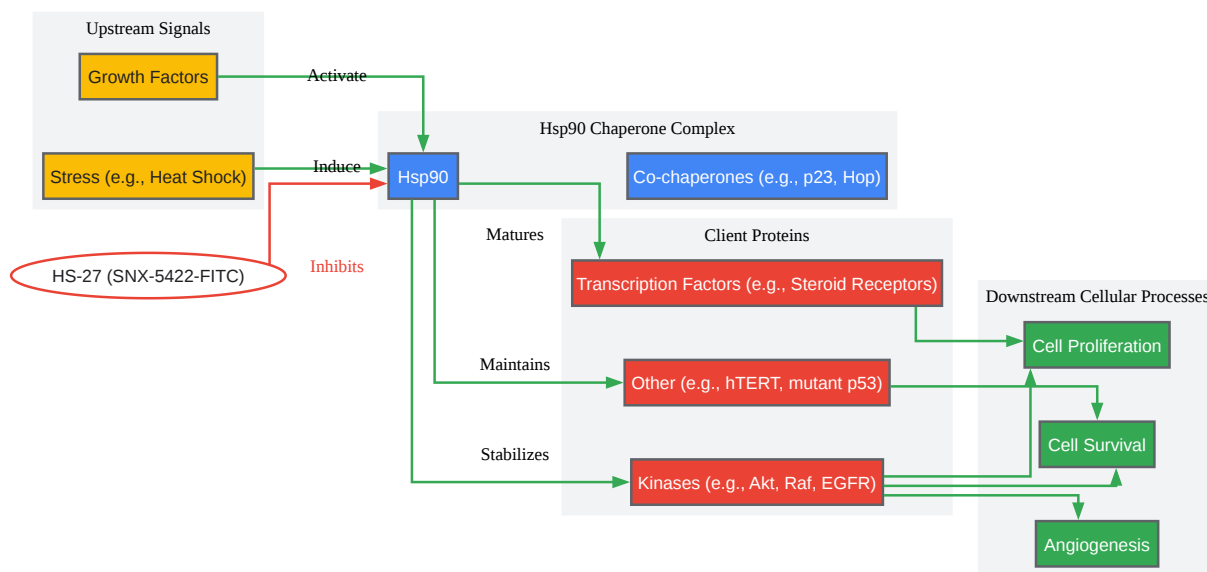 Upstream Signals
Growth Factors
Activate
Hsp90 Chaperone Complex
Stress (e.g., Heat Shock)
Induce
Hsp90
Co-chaperones (e.g., p23, Hop)
Matures
Client Proteins
HS-27 (SNX-5422-FITC)
Inhibits
Transcription Factors (e.g., Steroid Receptors)
Downstream Cellular Processes
Cell Proliferation
Maintains
Other (e.g., hTERT, mutant p53)
Cell Survival
Stabilizes
Kinases (e.g., Akt, Raf, EGFR)
Angiogenesis